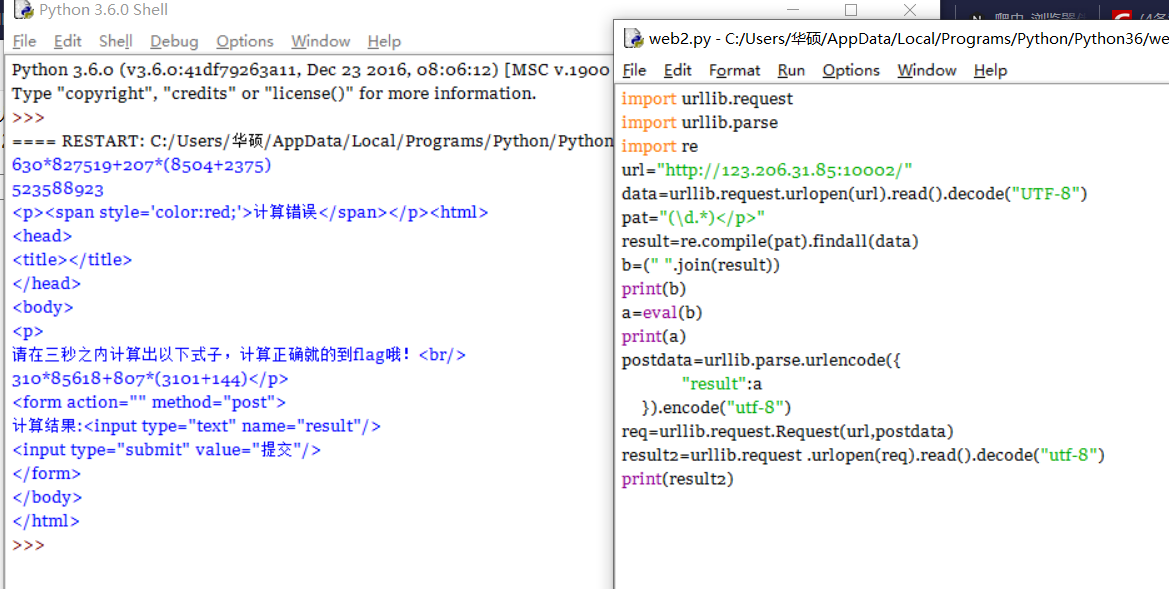 Python 3.6.0 Shell
File Edit Shell Debug Options Window Help
Python 3.6.0 (v3.6.0:41df79263a11, Dec 23 2016, 08:06:12) [MSC v.1900
Type "copyright", "credits" or "license()" for more information.
>>>
==== RESTART: C:/Users/华硕/AppData/Local/Programs/Python/Python
630*827519+207*(8504+2375)
523588923
<p><span style='color:red;'>计算错误</span></p><html>
<head>
<title></title>
</head>
<body>
<p>
请在三秒之内计算出以下式子，计算正确就的到flag哦！<br/>
310*85618+807*(3101+144)</p>
<form action="" method="post">
计算结果:<input type="text" name="result"/>
<input type="submit" value="提交"/>
</form>
</body>
</html>
>>>
web2.py - C:/Users/华硕/AppData/Local/Programs/Python/Python36/we
File Edit Format Run Options Window Help
import urllib.request
import urllib.parse
import re
url="http://123.206.31.85:10002/"
data=urllib.request.urlopen(url).read().decode("UTF-8")
pat="(\d.*)</p>"
result=re.compile(pat).findall(data)
b=(" ".join(result))
print(b)
a=eval(b)
print(a)
postdata=urllib.parse.urlencode({
"result":a
}).encode("utf-8")
req=urllib.request.Request(url,postdata)
result2=urllib.request .urlopen(req).read().decode("utf-8")
print(result2)